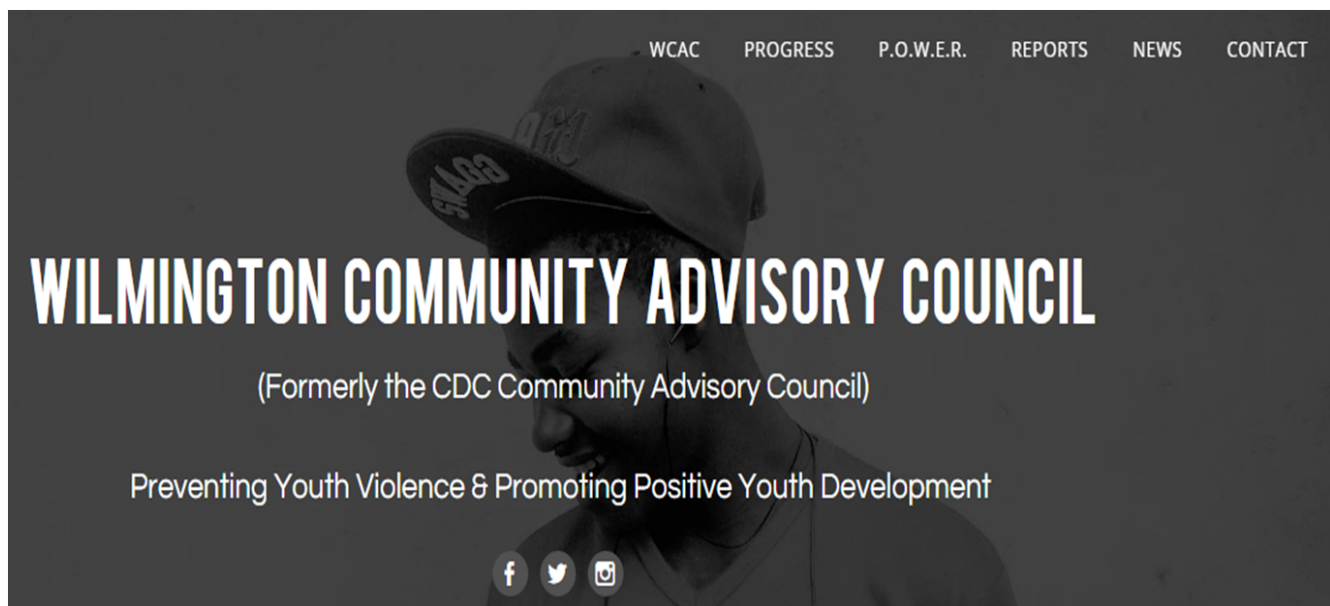 WCAC PROGRESS P.O.W.E.R. REPORTS NEWS CONTACT
SWAGG
WILMINGTON COMMUNITY ADVISORY COUNCIL
(Formerly the CDC Community Advisory Council)
Preventing Youth Violence & Promoting Positive Youth Development